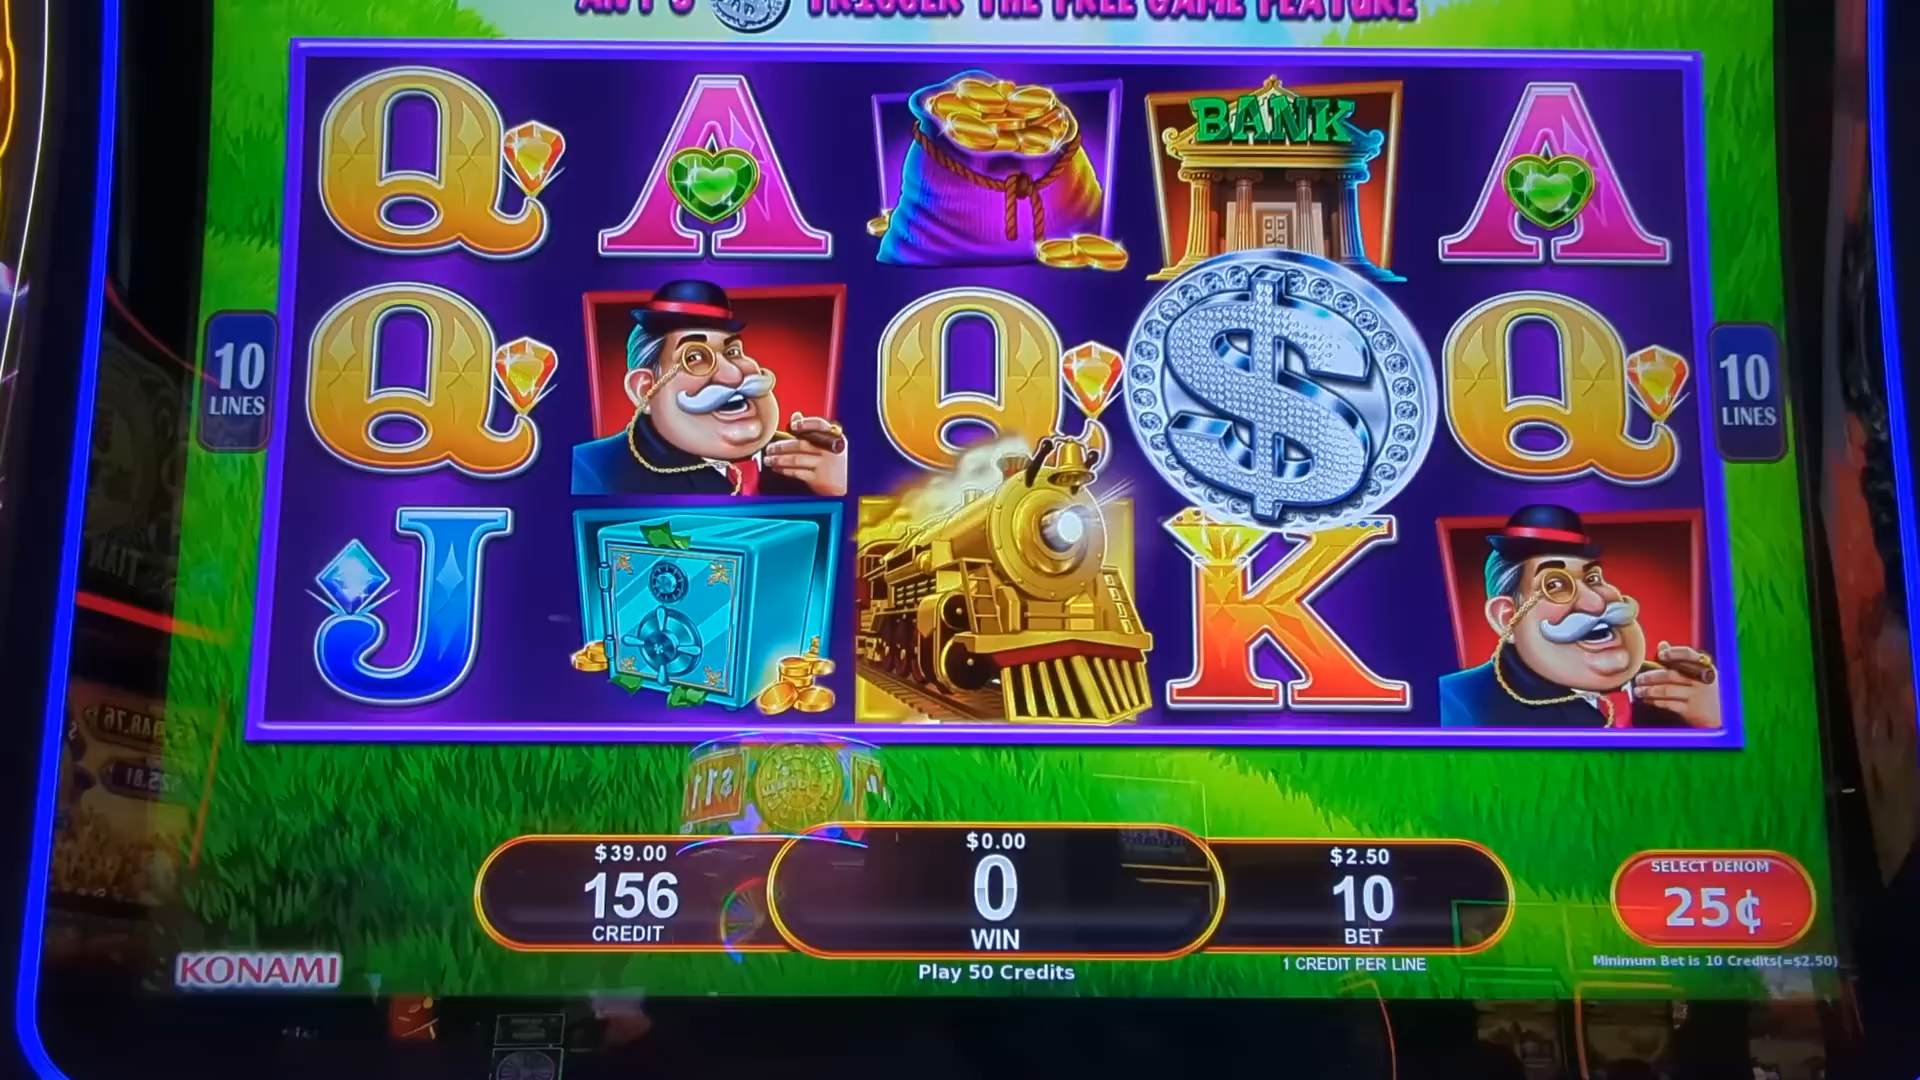 ANY 3 TRIGGER THE FREE GAME FEATURE
Q A BANK A
10 LINES
Q Q $ Q
10 LINES
J K
$39.00
156
CREDIT
$0.00
0
WIN
$2.50
10
BET
SELECT DENOM
25¢
KONAMI
Play 50 Credits
1 CREDIT PER LINE
Minimum Bet is 10 Credits(=$2.50)